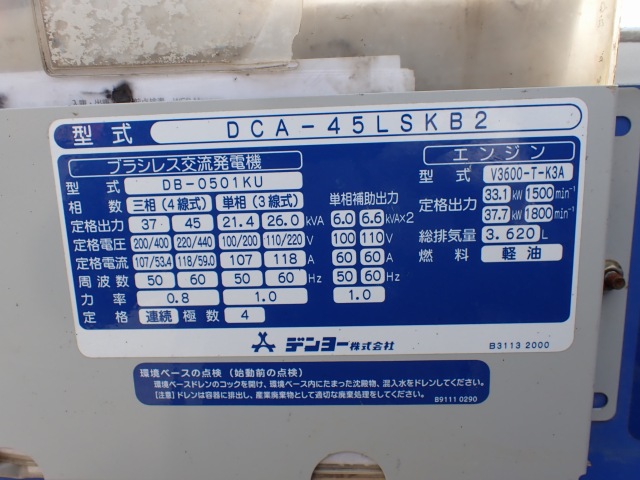 型式 DCA-45LSKB2
ブラシレス交流発電機
型式 DB-0501KU
相数 三相(4線式) 単相(3線式) 単相補助出力
定格出力 37 45 21.4 26.0 kVA 6.0 6.6 kVA×2
定格電圧 200/400 220/440 100/200 110/220 V 100 110 V
定格電流 107/53.4 118/59.0 107 118 A 60 60 A
周波数 50 60 50 60 Hz 50 60 Hz
力率 0.8 1.0 1.0
定格 連続 極数 4
エンジン
型式 V3600-T-K3A
定格出力 33.1 kW 1500 min⁻¹
37.7 kW 1800 min⁻¹
総排気量 3.620 L
燃料 軽油
デンヨー株式会社
B3113 2000
環境ベースの点検(始動前の点検)
環境ベースドレンのコックを開け、環境ベース内にたまった沈殿物、混入水をドレンしてください。
[注意]ドレンは容器に排出し、産業廃棄物として適切な廃棄処理をしてください。
B9111 0290